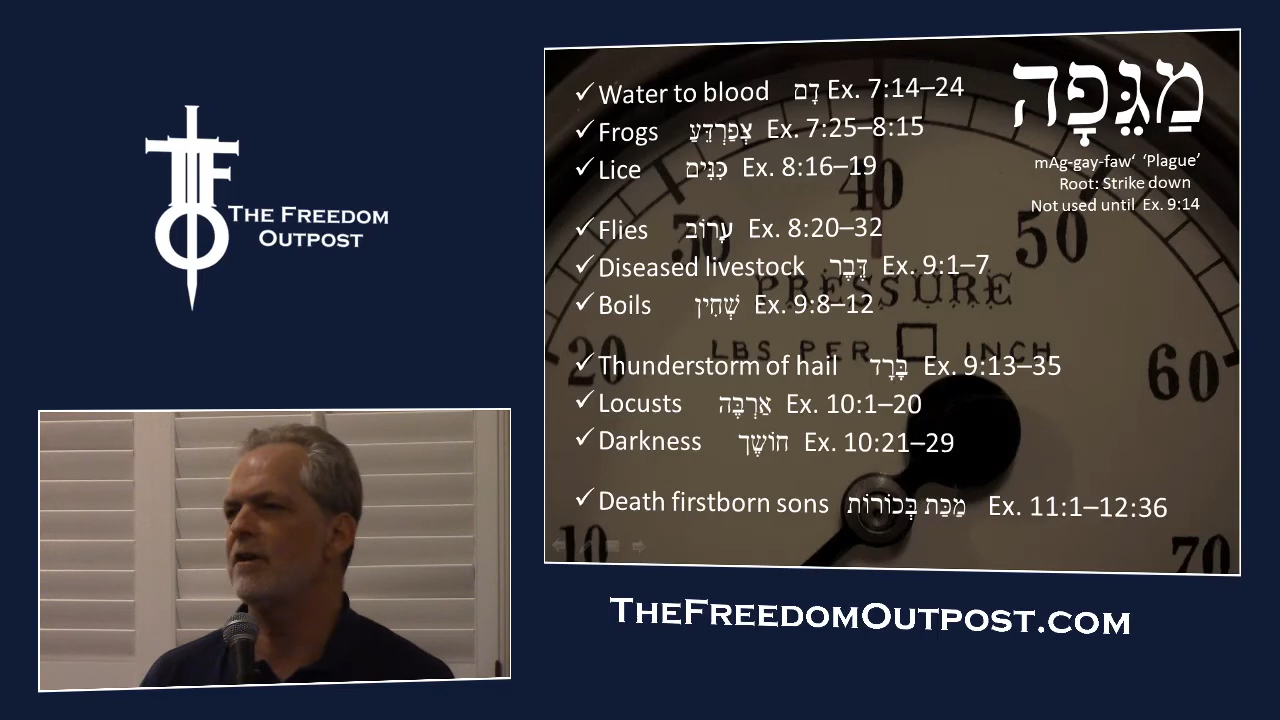 THE FREEDOM
OUTPOST
✓Water to blood דָם Ex. 7:14–24
✓Frogs צְפַרְדֵּעַ Ex. 7:25–8:15
✓Lice כִּנִּים Ex. 8:16–19
✓Flies עָרוֹב Ex. 8:20–32
✓Diseased livestock דֶּבֶר Ex. 9:1–7
✓Boils שְׁחִין Ex. 9:8–12
✓Thunderstorm of hail בָּרָד Ex. 9:13–35
✓Locusts אַרְבֶּה Ex. 10:1–20
✓Darkness חוֹשֶך Ex. 10:21–29
✓Death firstborn sons מַכַּת בְּכוֹרוֹת Ex. 11:1–12:36
מַגֵּפָה
mAg-gay-faw‘ ‘Plague’
Root: Strike down
Not used until Ex. 9:14
10
20
30
40
50
60
70
PRESSURE
LBS PER INCH
THEFREEDOMOUTPOST.COM